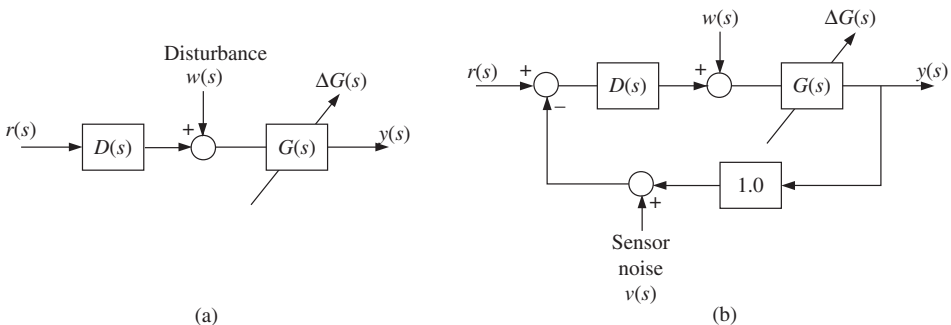 Disturbance
w(s)
ΔG(s)
r(s)
D(s)
+
G(s)
y(s)
(a)
w(s)
ΔG(s)
r(s)
+
D(s)
+
G(s)
y(s)
−
1.0
+
Sensor
noise
v(s)
(b)